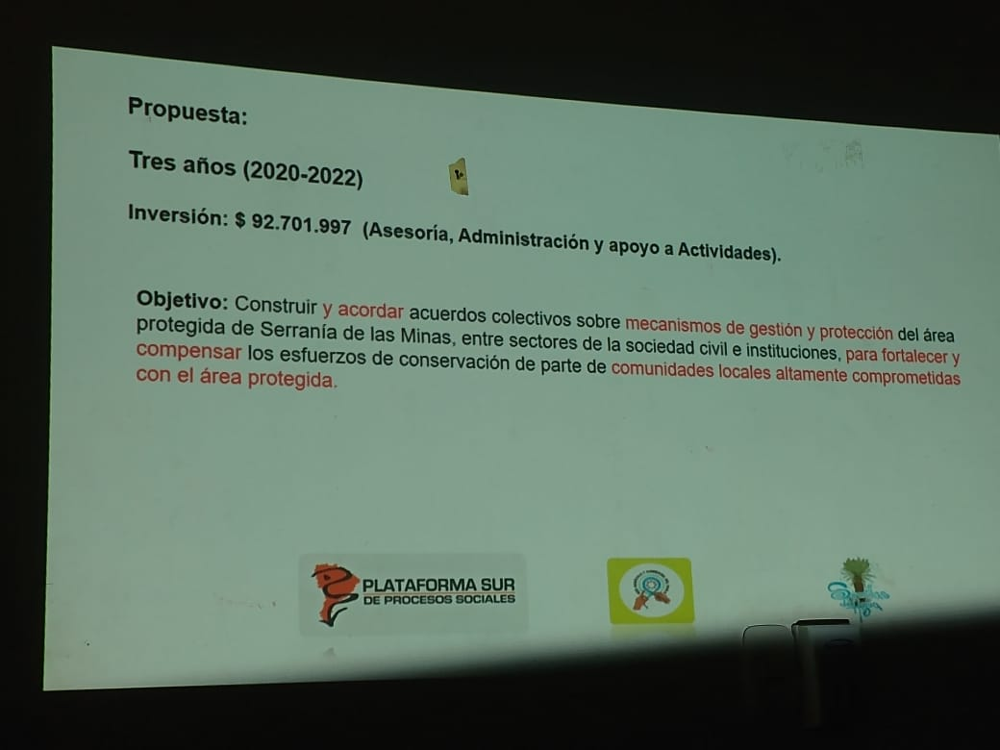 Propuesta:
Tres años (2020-2022)
Inversión: $ 92.701.997 (Asesoría, Administración y apoyo a Actividades).
Objetivo: Construir y acordar acuerdos colectivos sobre mecanismos de gestión y protección del área
protegida de Serranía de las Minas, entre sectores de la sociedad civil e instituciones, para fortalecer y
compensar los esfuerzos de conservación de parte de comunidades locales altamente comprometidas
con el área protegida.
PLATAFORMA SUR
DE PROCESOS SOCIALES